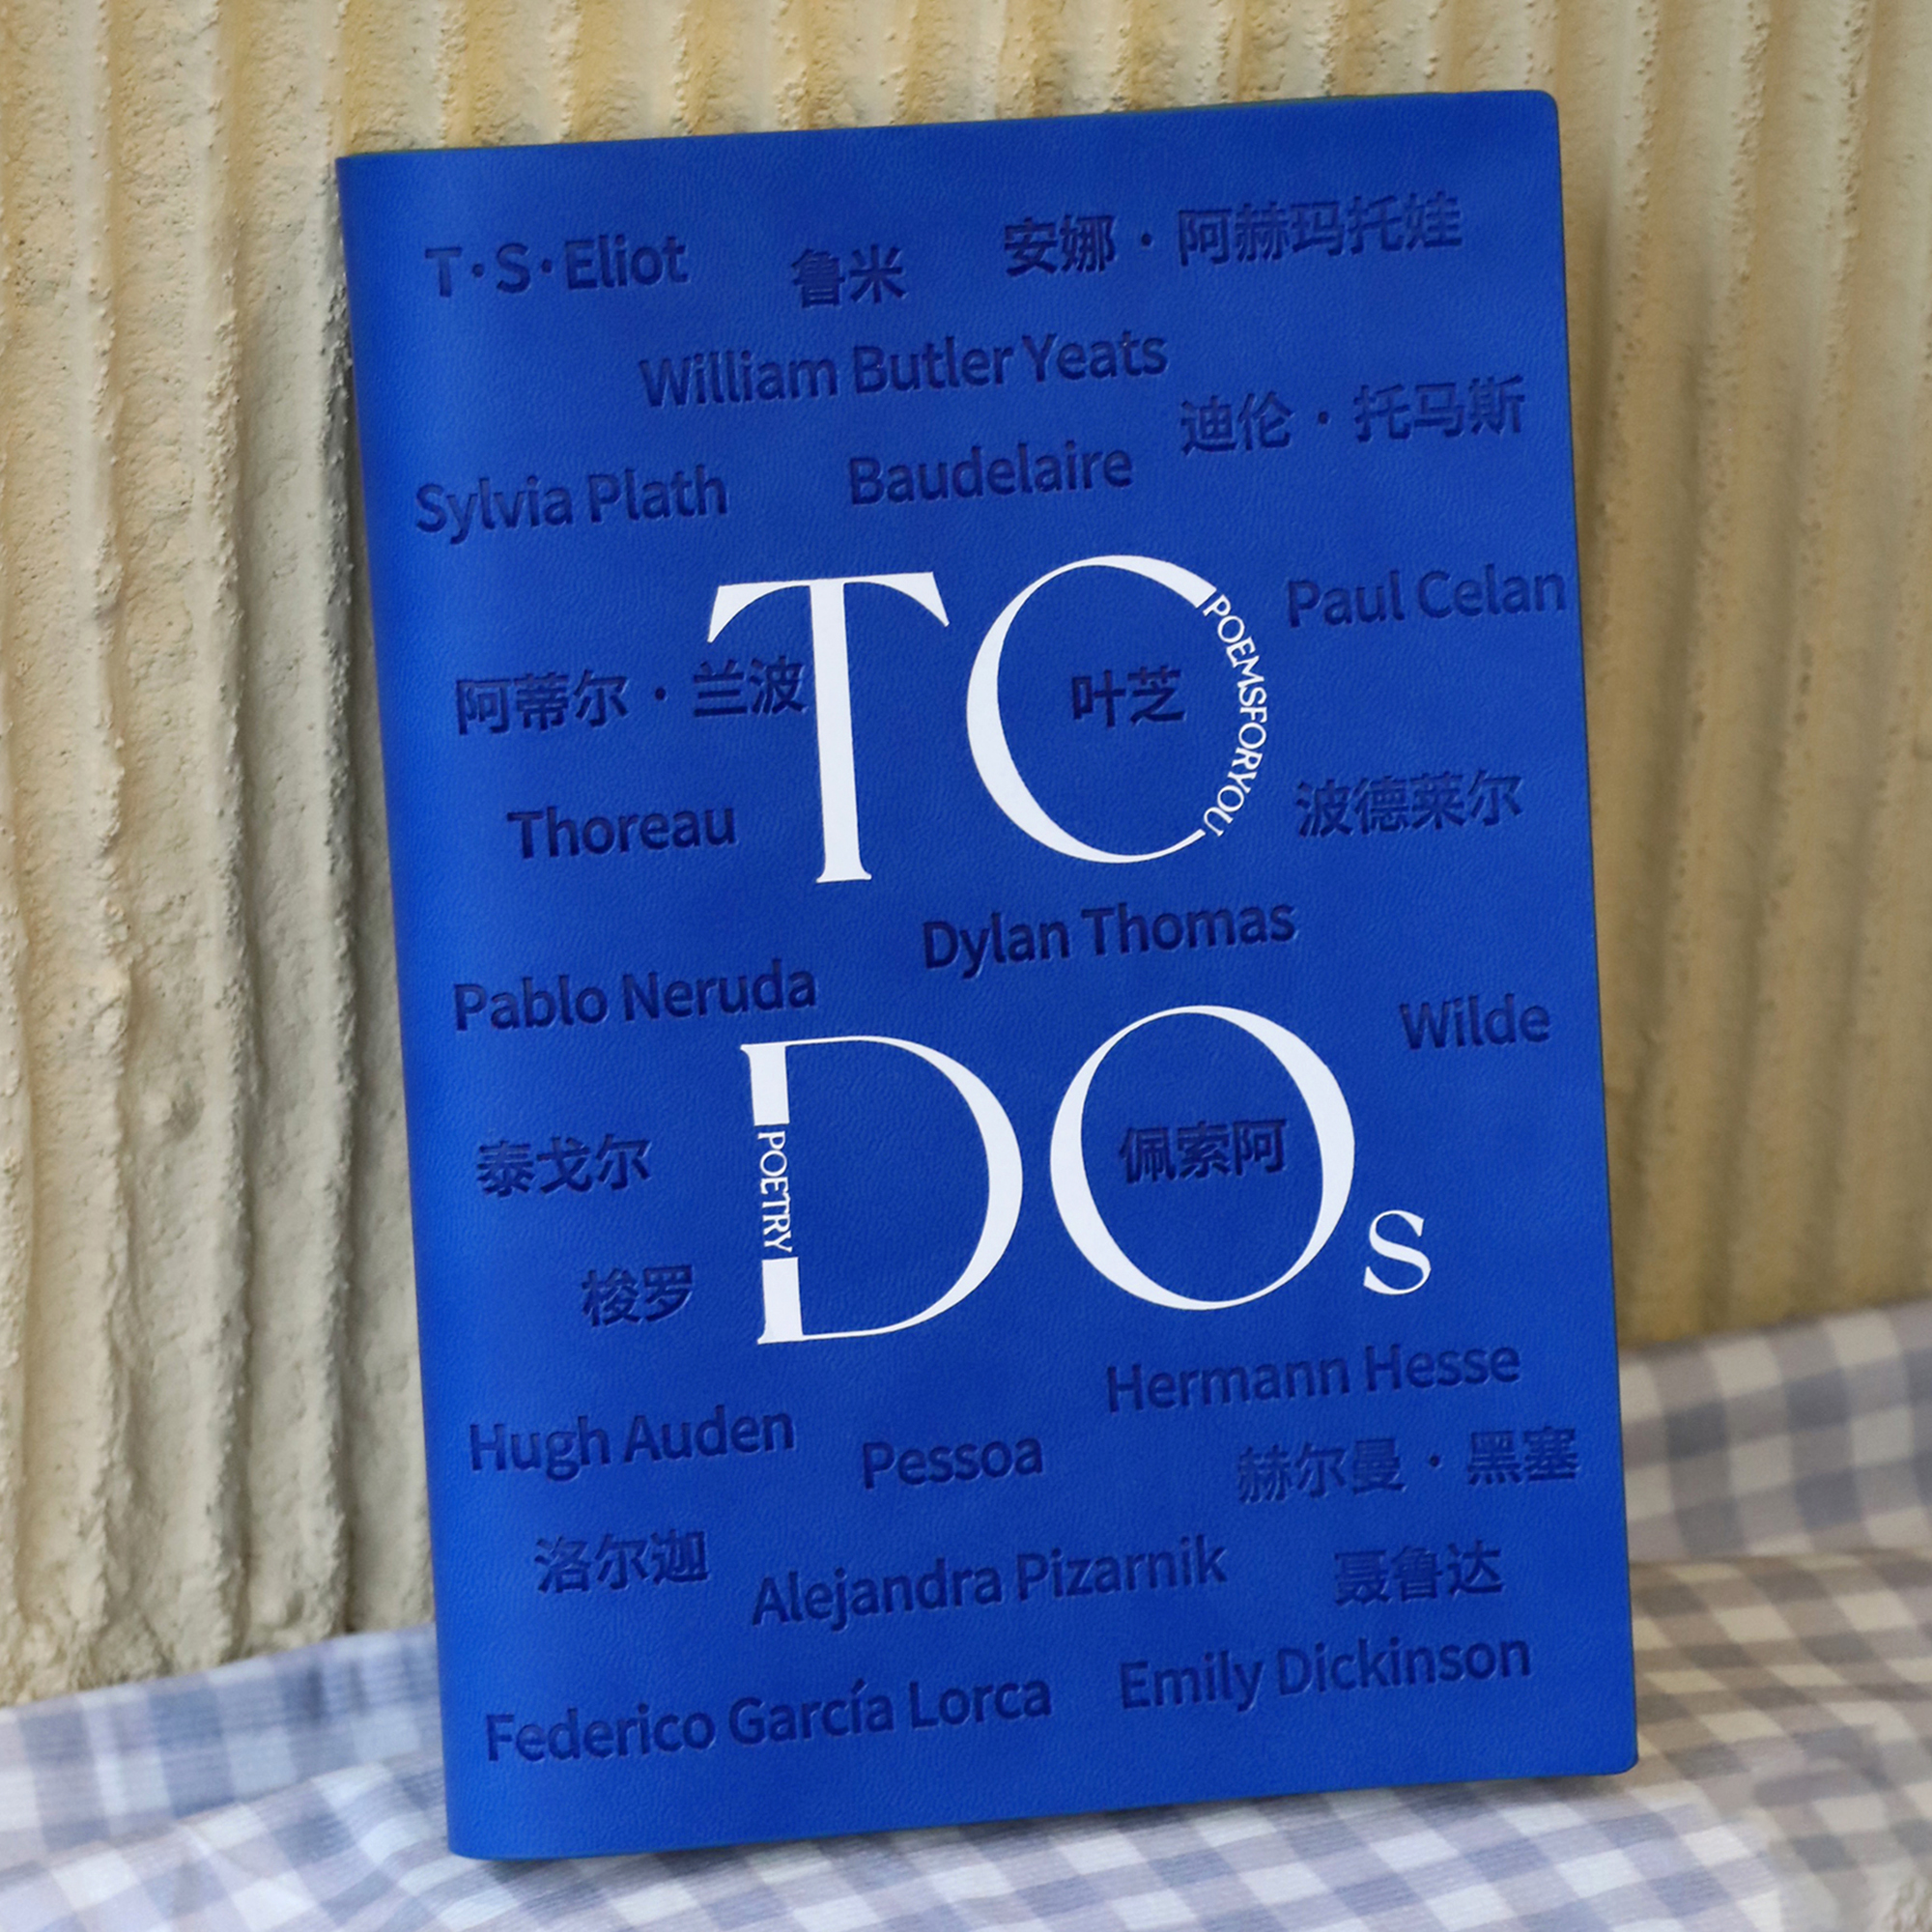 T·S·Eliot 鲁米 安娜·阿赫玛托娃
William Butler Yeats
迪伦·托马斯
Sylvia Plath Baudelaire
TO
POEMSFORYOU
Paul Celan
阿蒂尔·兰波 叶芝
Thoreau 波德莱尔
Dylan Thomas
Pablo Neruda Wilde
DOs
POETRY
泰戈尔 佩索阿
梭罗
Hermann Hesse
Hugh Auden Pessoa 赫尔曼·黑塞
洛尔迦 Alejandra Pizarnik 聂鲁达
Federico García Lorca Emily Dickinson